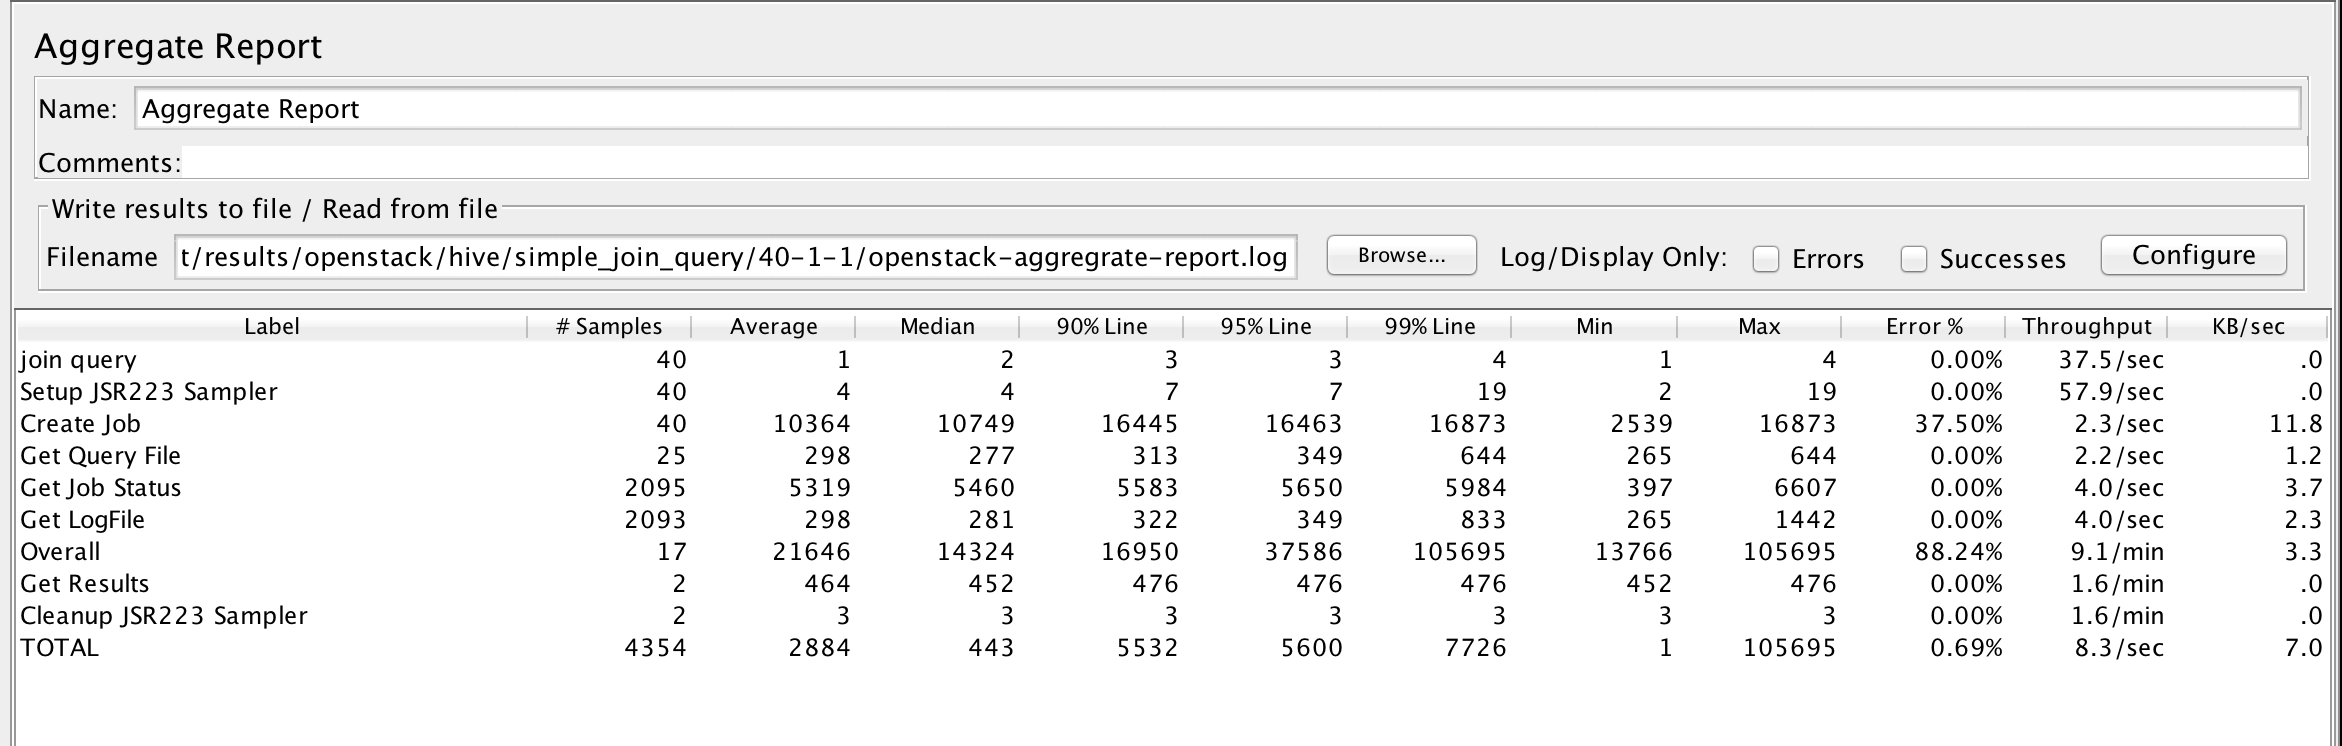 Aggregate Report
Name: Aggregate Report
Comments:
Write results to file / Read from file
Filename t/results/openstack/hive/simple_join_query/40-1-1/openstack-aggregrate-report.log Browse... Log/Display Only: Errors Successes Configure
Label # Samples Average Median 90% Line 95% Line 99% Line Min Max Error % Throughput KB/sec
join query 40 1 2 3 3 4 1 4 0.00% 37.5/sec .0
Setup JSR223 Sampler 40 4 4 7 7 19 2 19 0.00% 57.9/sec .0
Create Job 40 10364 10749 16445 16463 16873 2539 16873 37.50% 2.3/sec 11.8
Get Query File 25 298 277 313 349 644 265 644 0.00% 2.2/sec 1.2
Get Job Status 2095 5319 5460 5583 5650 5984 397 6607 0.00% 4.0/sec 3.7
Get LogFile 2093 298 281 322 349 833 265 1442 0.00% 4.0/sec 2.3
Overall 17 21646 14324 16950 37586 105695 13766 105695 88.24% 9.1/min 3.3
Get Results 2 464 452 476 476 476 452 476 0.00% 1.6/min .0
Cleanup JSR223 Sampler 2 3 3 3 3 3 3 3 0.00% 1.6/min .0
TOTAL 4354 2884 443 5532 5600 7726 1 105695 0.69% 8.3/sec 7.0